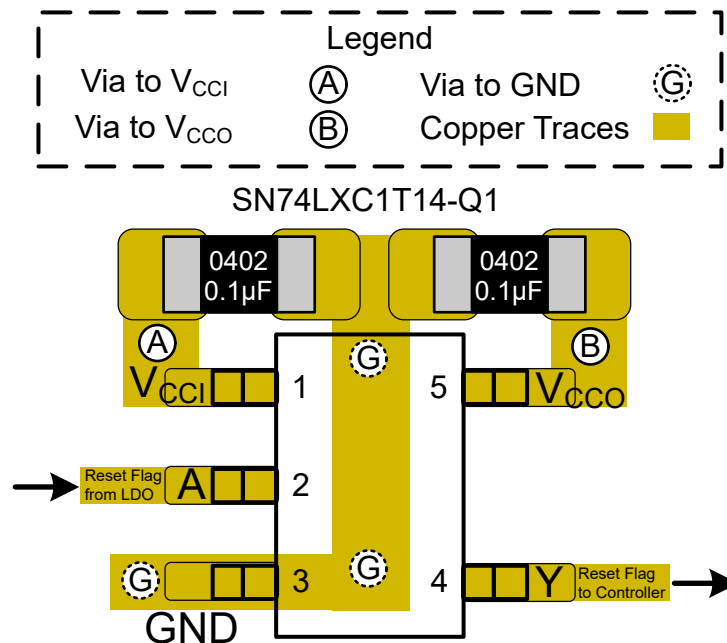 Legend
Via to VCCI A Via to GND G
Via to VCCO B Copper Traces
SN74LXC1T14-Q1
0402
0.1µF
0402
0.1µF
A
G
B
VCCI
1
5
VCCO
Reset Flag
from LDO
A
2
G
3
G
4
Y
Reset Flag
to Controller
GND